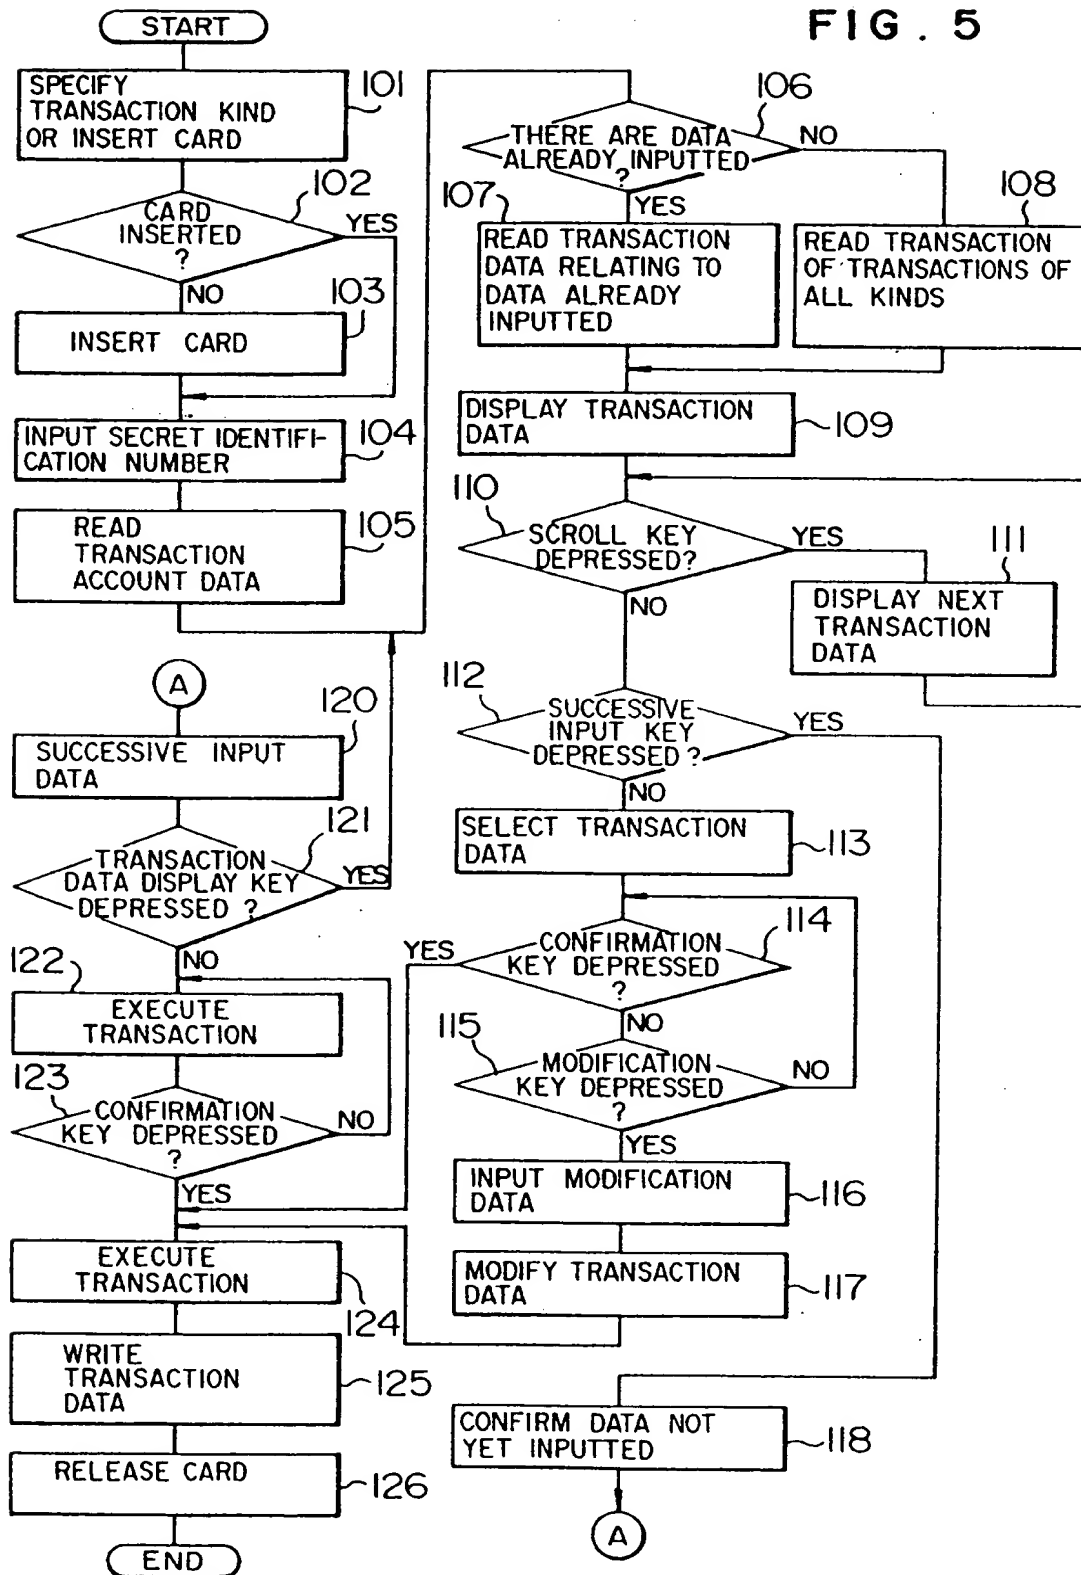 FIG. 5
START
SPECIFY
TRANSACTION KIND
OR INSERT CARD
101
102
CARD
INSERTED
?
YES
NO
103
INSERT CARD
INPUT SECRET IDENTIFI-
CATION NUMBER
104
READ
TRANSACTION
ACCOUNT DATA
105
106
THERE ARE DATA
ALREADY INPUTTED
?
NO
YES
107
READ TRANSACTION
DATA RELATING TO
DATA ALREADY
INPUTTED
108
READ TRANSACTION
OF TRANSACTIONS OF
ALL KINDS
DISPLAY TRANSACTION
DATA
109
110
SCROLL KEY
DEPRESSED?
YES
NO
111
DISPLAY NEXT
TRANSACTION
DATA
112
SUCCESSIVE
INPUT KEY
DEPRESSED ?
YES
NO
SELECT TRANSACTION
DATA
113
114
CONFIRMATION
KEY DEPRESSED
?
YES
NO
115
MODIFICATION
KEY DEPRESSED
?
NO
YES
INPUT MODIFICATION
DATA
116
MODIFY TRANSACTION
DATA
117
CONFIRM DATA NOT
YET INPUTTED
118
A
A
120
SUCCESSIVE INPUT
DATA
121
TRANSACTION
DATA DISPLAY KEY
DEPRESSED ?
YES
NO
122
EXECUTE
TRANSACTION
123
CONFIRMATION
KEY DEPRESSED
?
NO
YES
EXECUTE
TRANSACTION
124
WRITE
TRANSACTION
DATA
125
RELEASE CARD
126
END